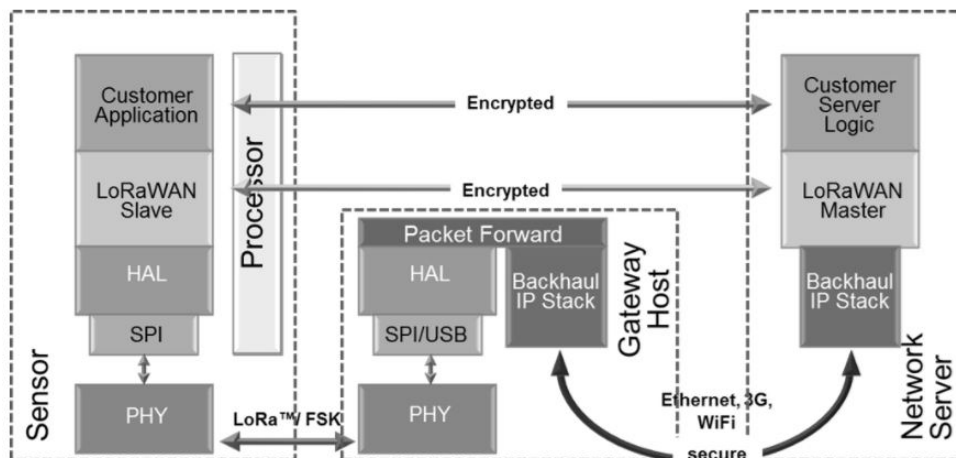 Sensor
Customer
Application
LoRaWAN
Slave
HAL
SPI
PHY
Processor
Encrypted
Encrypted
LoRa™/ FSK
Packet Forward
HAL
SPI/USB
PHY
Backhaul
IP Stack
Gateway
Host
Ethernet, 3G,
WiFi
secure
Customer
Server
Logic
LoRaWAN
Master
Backhaul
IP Stack
Network
Server